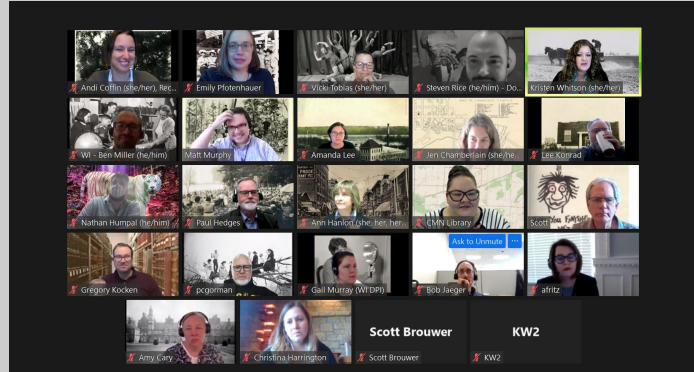 Andi Coffin (she/her), Rec...
Emily Pfotenhauer
Vicki Tobias (she/her)
Steven Rice (he/him) - Do...
Kristen Whitson (she/her)
WI - Ben Miller (he/him)
Matt Murphy
Amanda Lee
Jen Chamberlain (she/he...
Lee Konrad
Nathan Humpal (he/him)
Paul Hedges
Ann Hanlon (she, her, her...
CMN Library
Scott
Gregory Kocken
pcgorman
Gail Murray (WI DPI)
Ask to Unmute ...
Bob Jaeger
afritz
Amy Cary
Christina Harrington
Scott Brouwer
Scott Brouwer
KW2
KW2